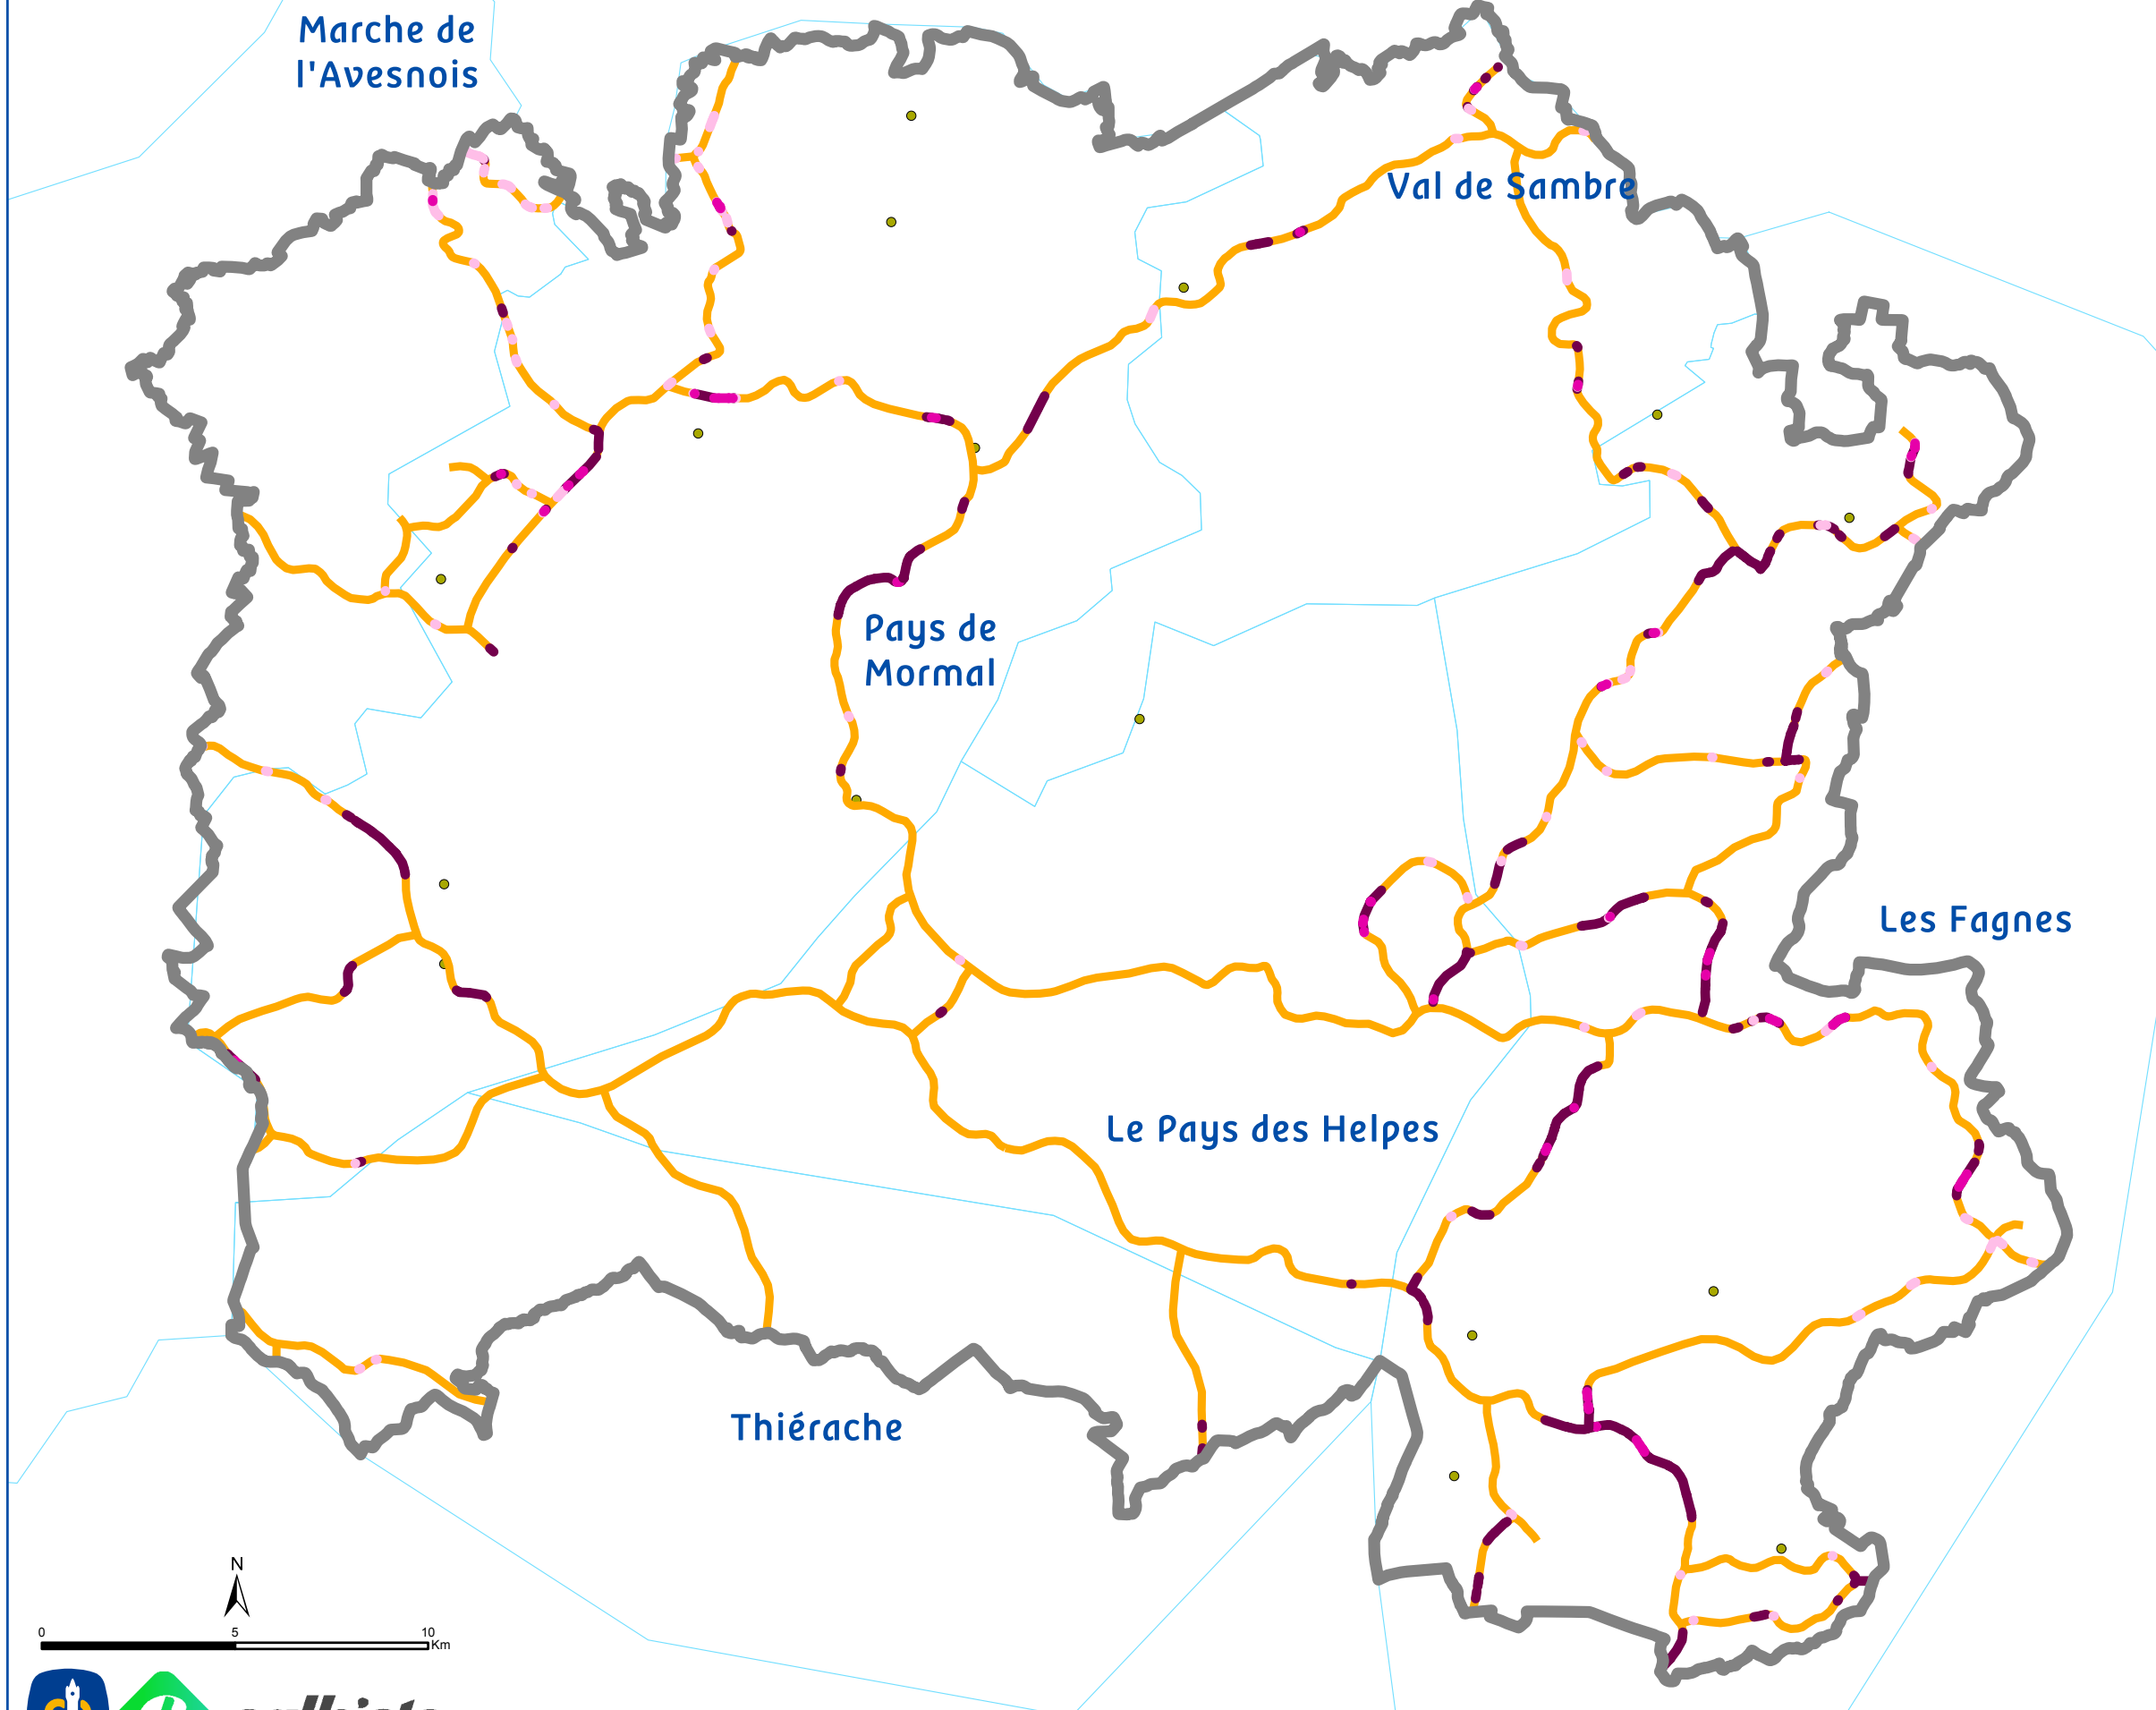 Marche de
l'Avesnois
Val de Sambre
Pays de
Mormal
Les Fagnes
Le Pays des Helpes
Thiérache
N
0 5 10
Km